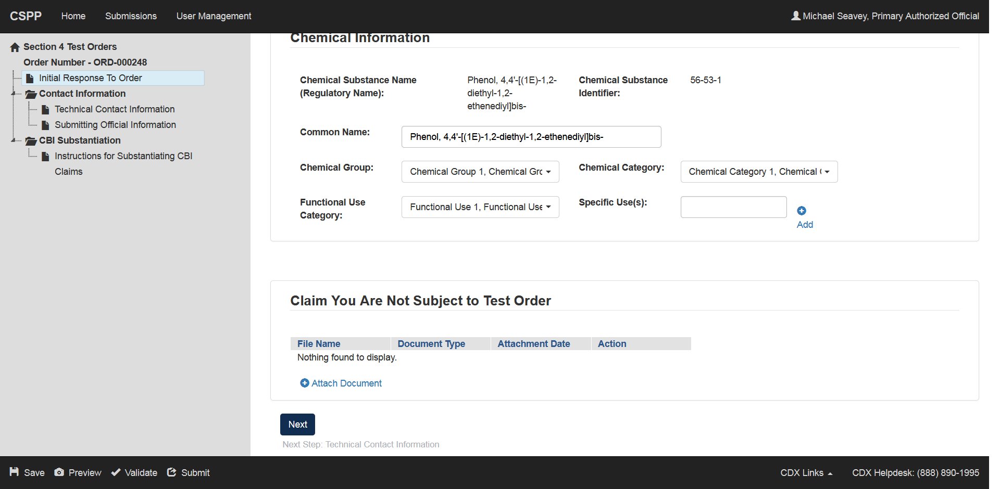 CSPP Home Submissions User Management Michael Seavey, Primary Authorized Official
Section 4 Test Orders
Order Number - ORD-000248
Initial Response To Order
Contact Information
Technical Contact Information
Submitting Official Information
CBI Substantiation
Instructions for Substantiating CBI
Claims
Chemical Information
Chemical Substance Name
(Regulatory Name):
Phenol, 4,4'-[(1E)-1,2-
diethyl-1,2-
ethenediyl]bis-
Chemical Substance
Identifier:
56-53-1
Common Name:
Phenol, 4,4'-[(1E)-1,2-diethyl-1,2-ethenediyl]bis-
Chemical Group:
Chemical Group 1, Chemical Grc
Chemical Category:
Chemical Category 1, Chemical (
Functional Use
Category:
Functional Use 1, Functional Use
Specific Use(s):
Add
Claim You Are Not Subject to Test Order
File Name Document Type Attachment Date Action
Nothing found to display.
Attach Document
Next
Next Step: Technical Contact Information
Save Preview Validate Submit CDX Links CDX Helpdesk: (888) 890-1995